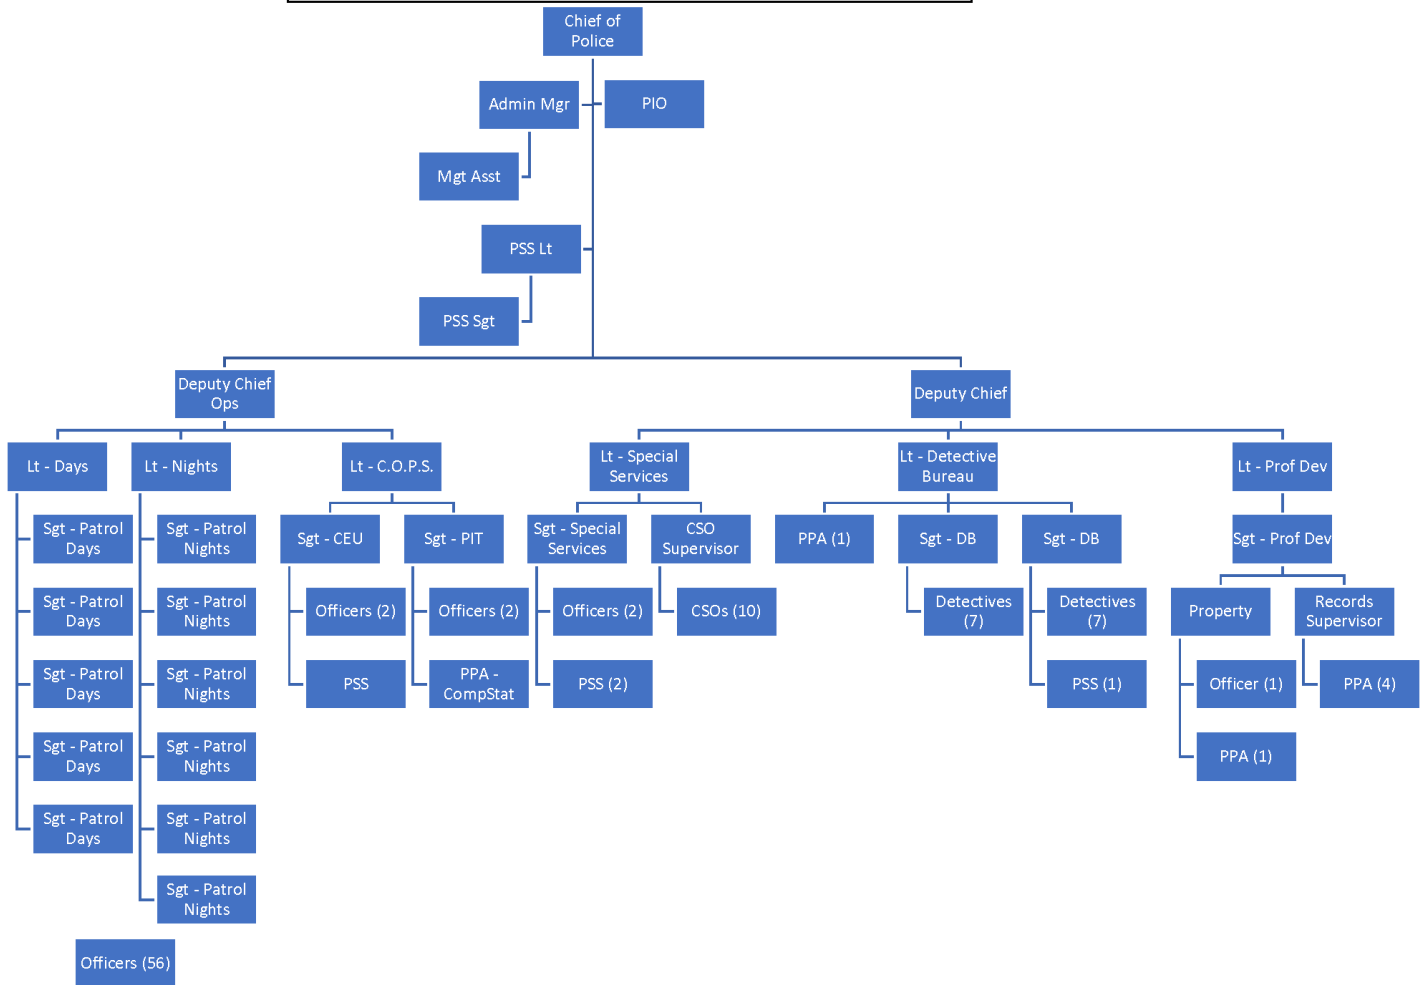 Chief of
Police
Admin Mgr
PIO
Mgt Asst
PSS Lt
PSS Sgt
Deputy Chief
Ops
Deputy Chief
Lt - Days
Lt - Nights
Lt - C.O.P.S.
Lt - Special
Services
Lt - Detective
Bureau
Lt - Prof Dev
Sgt - Patrol
Days
Sgt - Patrol
Nights
Sgt - CEU
Sgt - PIT
Sgt - Special
Services
CSO
Supervisor
PPA (1)
Sgt - DB
Sgt - DB
Sgt - Prof Dev
Sgt - Patrol
Days
Sgt - Patrol
Nights
Officers (2)
Officers (2)
Officers (2)
CSOs (10)
Detectives
(7)
Detectives
(7)
Property
Records
Supervisor
Sgt - Patrol
Days
Sgt - Patrol
Nights
PSS
PPA -
CompStat
PSS (2)
PSS (1)
Officer (1)
PPA (4)
Sgt - Patrol
Days
Sgt - Patrol
Nights
PPA (1)
Sgt - Patrol
Days
Sgt - Patrol
Nights
Sgt - Patrol
Nights
Officers (56)